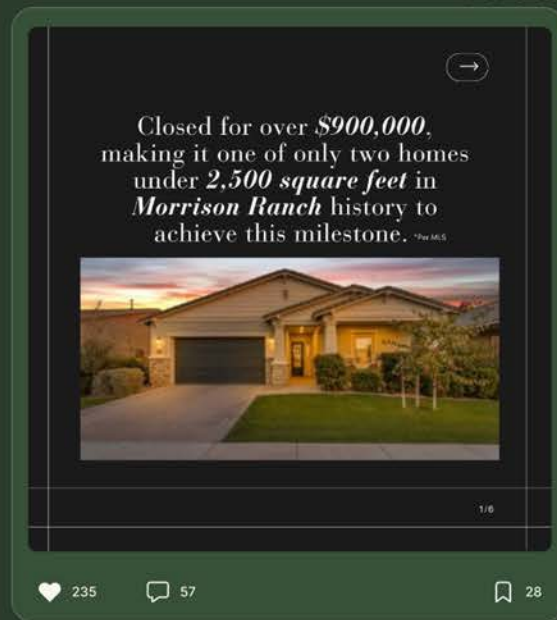 Closed for over $900,000,
making it one of only two homes
under 2,500 square feet in
Morrison Ranch history to
achieve this milestone. *Per MLS
1/6
235 57 28